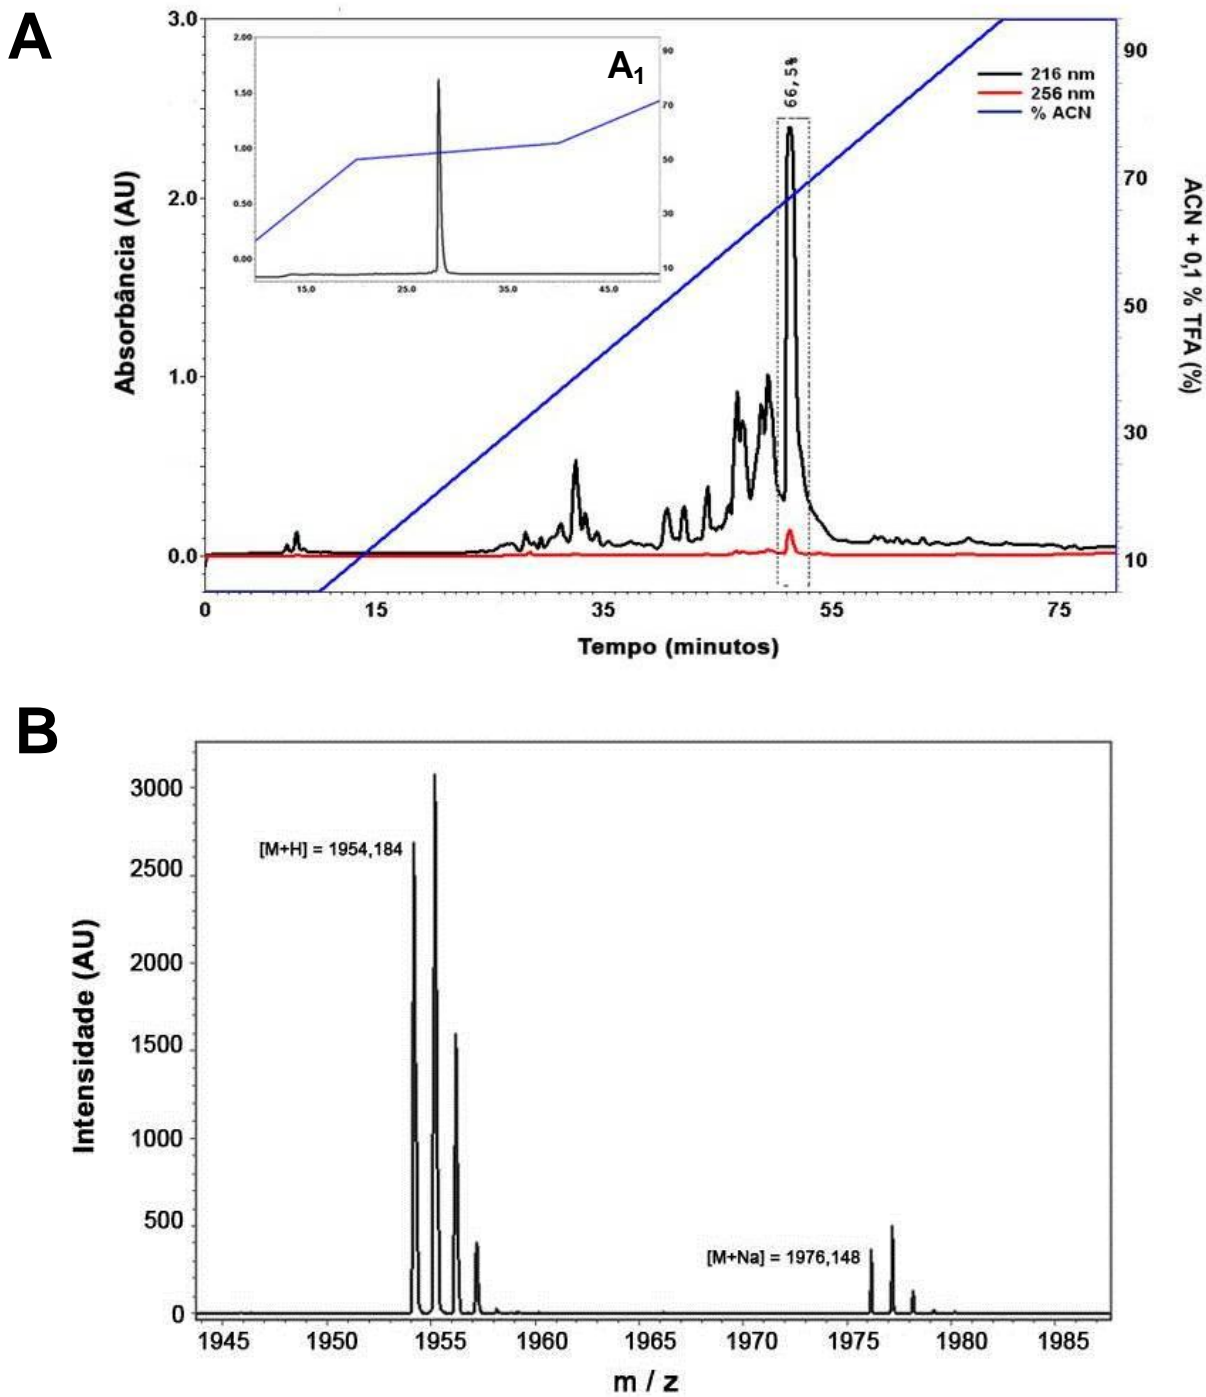 A
3.0
2.0
1.0
0.0
Absorbância (AU)
A1
2.00
1.50
1.00
0.50
0.00
90
70
50
30
10
15,0
25,0
35,0
45,0
66,5%
216 nm
256 nm
% ACN
90
70
50
30
10
ACN + 0,1 % TFA (%)
0 15 35 55 75
Tempo (minutos)
B
3000
2500
2000
1500
1000
500
0
Intensidade (AU)
[M+H] = 1954,184
[M+Na] = 1976,148
1945 1950 1955 1960 1965 1970 1975 1980 1985
m / z